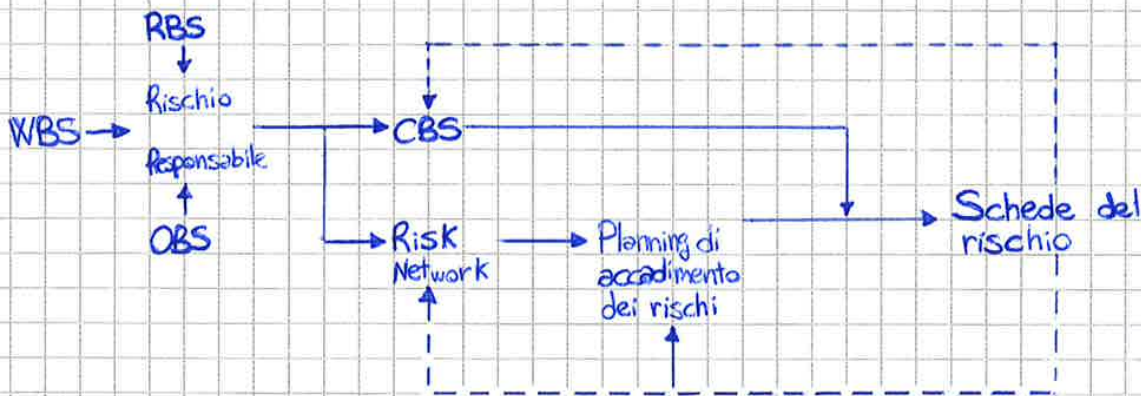 RBS
Rischio
WBS
CBS
Responsabile
OBS
Risk
Network
Planning di
accadimento
dei rischi
Schede del
rischio